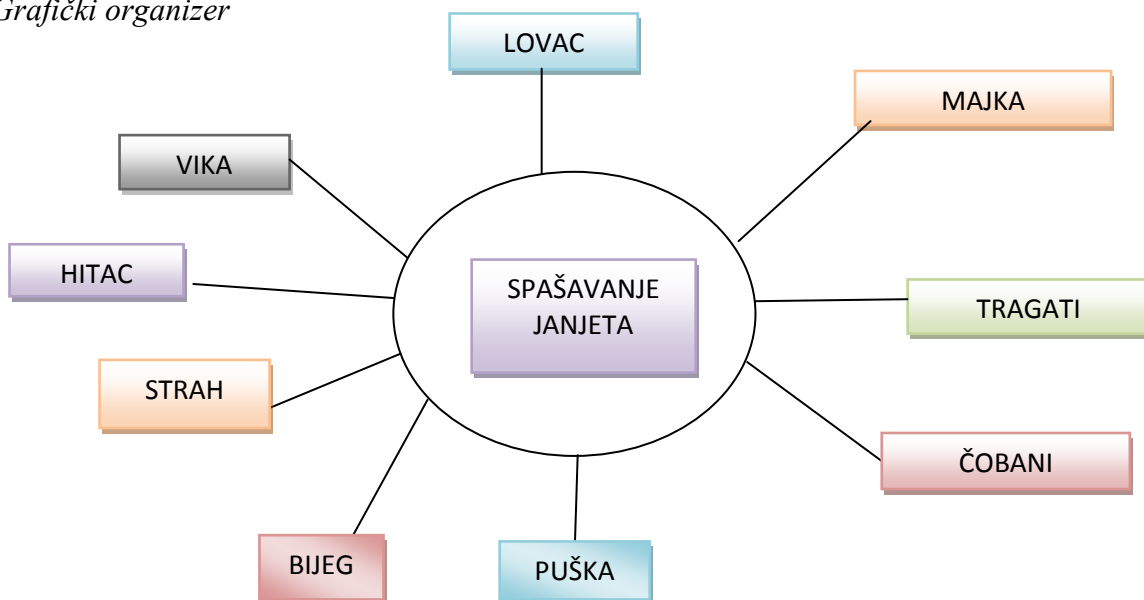 Grafički organizer
LOVAC
MAJKA
VIKA
HITAC
SPAŠAVANJE
JANJETA
TRAGATI
STRAH
ČOBANI
BIJEG
PUŠKA